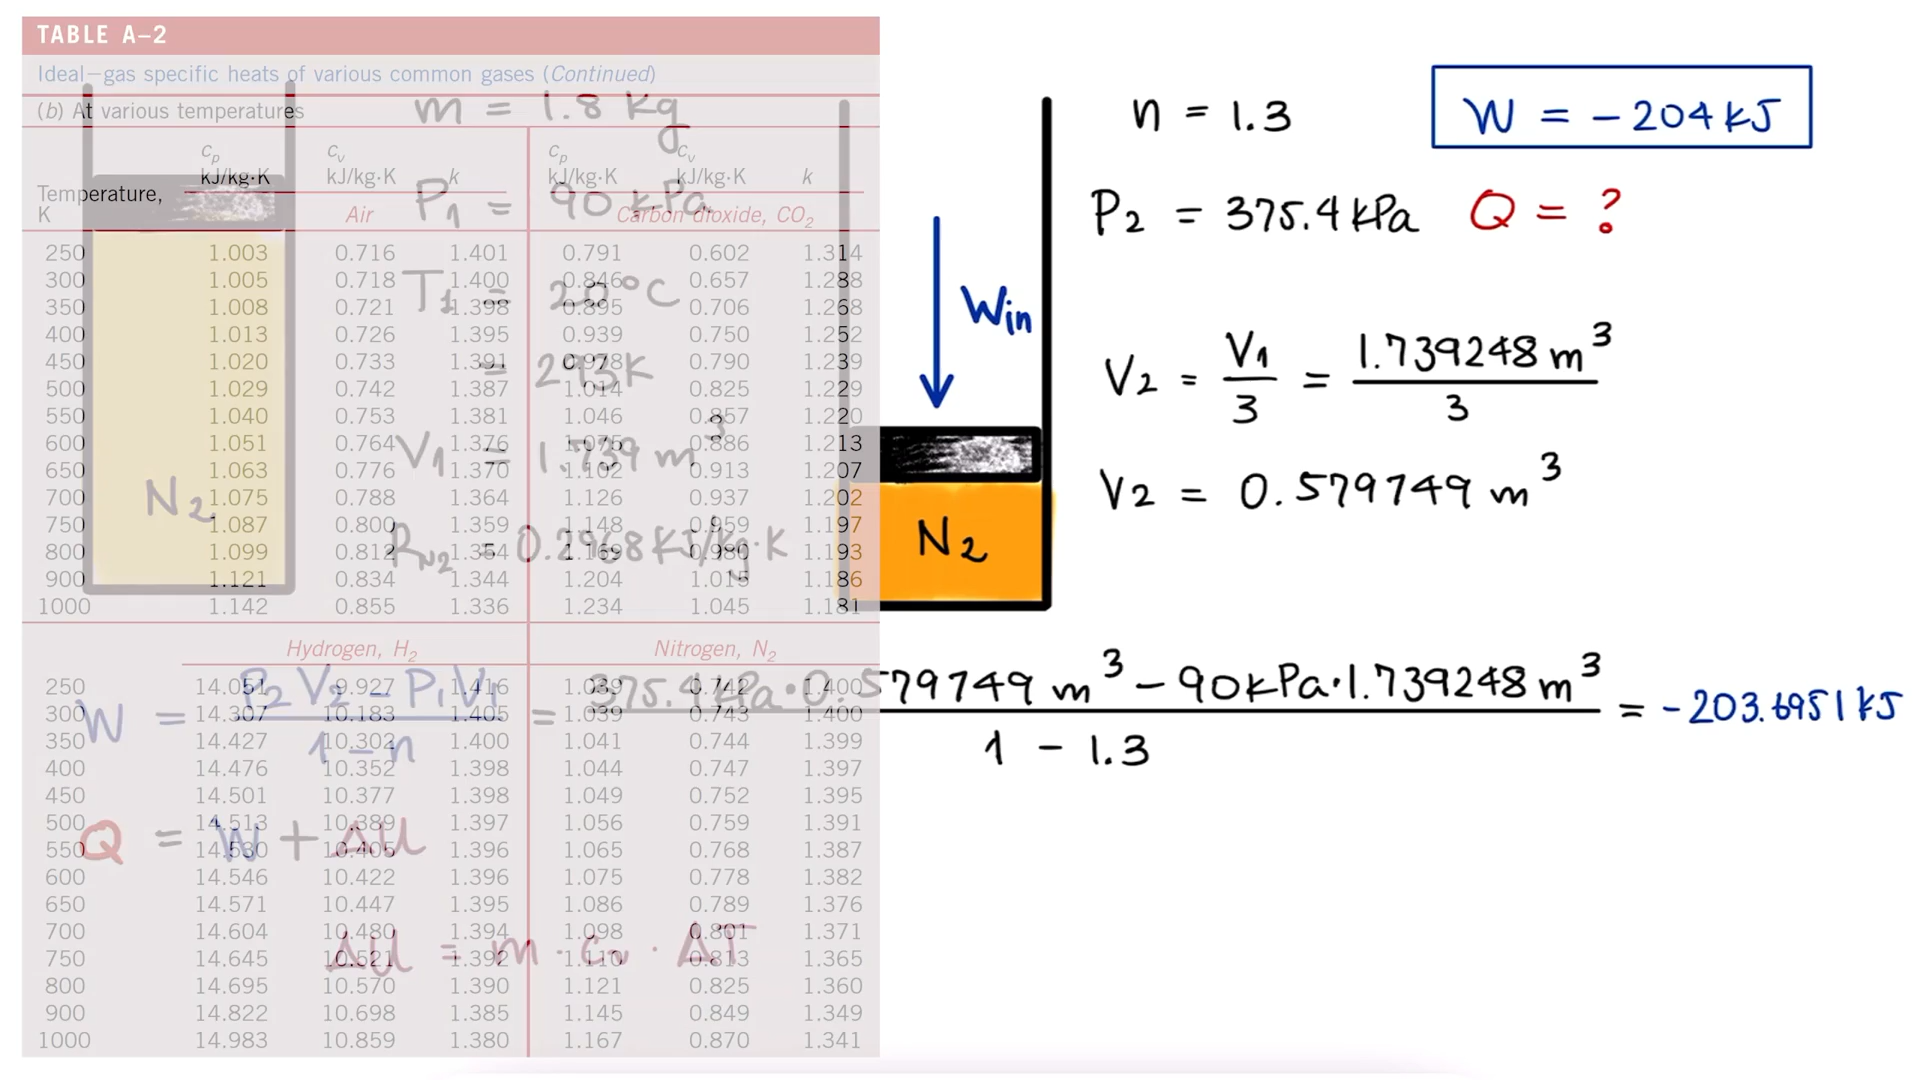 TABLE A–2
Ideal–gas specific heats of various common gases (Continued)
(b) At various temperatures
cp cv cp cv
kJ/kg·K kJ/kg·K k kJ/kg·K kJ/kg·K k
Temperature,
K Air Carbon dioxide, CO2
250 1.003 0.716 1.401 0.791 0.602 1.314
300 1.005 0.718 1.400 0.846 0.657 1.288
350 1.008 0.721 1.398 0.895 0.706 1.268
400 1.013 0.726 1.395 0.939 0.750 1.252
450 1.020 0.733 1.391 0.978 0.790 1.239
500 1.029 0.742 1.387 1.014 0.825 1.229
550 1.040 0.753 1.381 1.046 0.857 1.220
600 1.051 0.764 1.376 1.075 0.886 1.213
650 1.063 0.776 1.370 1.102 0.913 1.207
700 1.075 0.788 1.364 1.126 0.937 1.202
750 1.087 0.800 1.359 1.148 0.959 1.197
800 1.099 0.812 1.354 1.169 0.980 1.193
900 1.121 0.834 1.344 1.204 1.015 1.186
1000 1.142 0.855 1.336 1.234 1.045 1.181
Hydrogen, H2 Nitrogen, N2
250 14.051 9.927 1.416 1.039 0.742 1.400
300 14.307 10.183 1.405 1.039 0.743 1.400
350 14.427 10.302 1.400 1.041 0.744 1.399
400 14.476 10.352 1.398 1.044 0.747 1.397
450 14.501 10.377 1.398 1.049 0.752 1.395
500 14.513 10.389 1.397 1.056 0.759 1.391
550 14.530 10.405 1.396 1.065 0.768 1.387
600 14.546 10.422 1.396 1.075 0.778 1.382
650 14.571 10.447 1.395 1.086 0.789 1.376
700 14.604 10.480 1.394 1.098 0.801 1.371
750 14.645 10.521 1.392 1.110 0.813 1.365
800 14.695 10.570 1.390 1.121 0.825 1.360
900 14.822 10.698 1.385 1.145 0.849 1.349
1000 14.983 10.859 1.380 1.167 0.870 1.341
N2
m = 1.8 kg
P1 = 90 kPa
T1 = 20°C
= 293K
V1 = 1.739 m³
RN2 = 0.2968 KJ/kg·K
Win
N2
n = 1.3
W = -204 kJ
P2 = 375.4 kPa
Q = ?
V2 = V1/3 = 1.739248 m³/3
V2 = 0.579749 m³
W = P2V2 - P1V1 / 1-n = 375.4 kPa · 0.579749 m³ - 90kPa·1.739248 m³ / 1 - 1.3 = -203.6951 kJ
Q = W + ΔU
ΔU = m · cv · ΔT